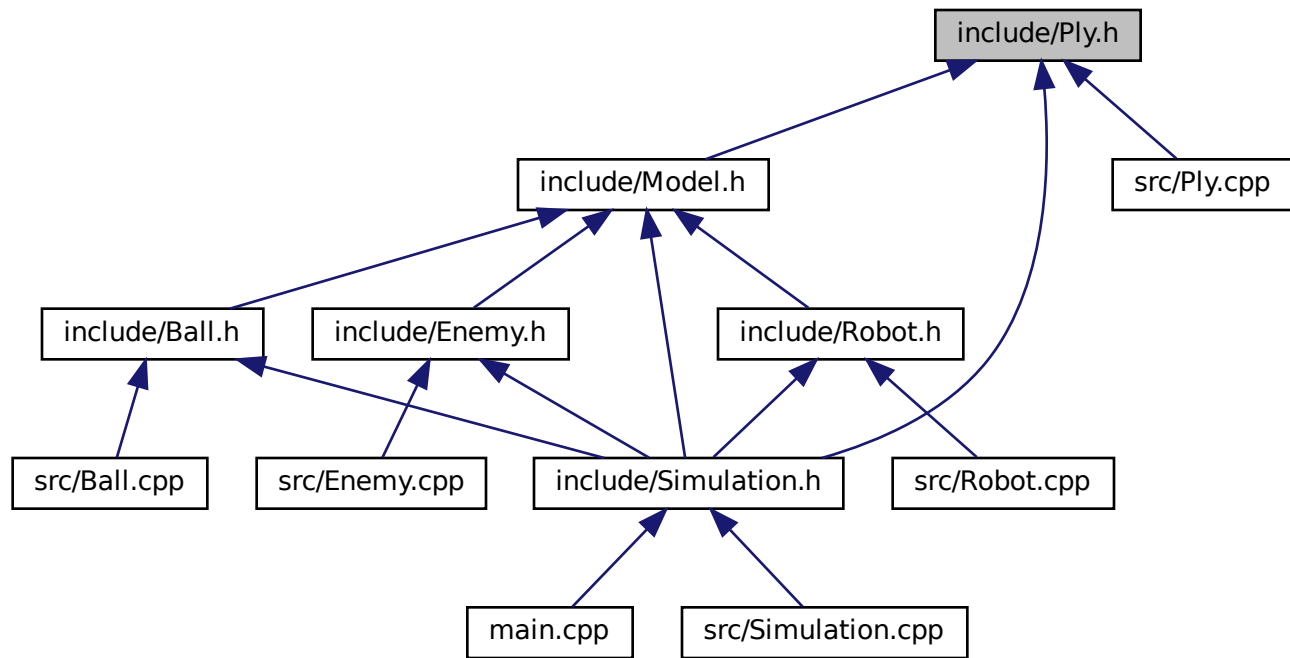 include/Ply.h
include/Model.h
src/Ply.cpp
include/Ball.h
include/Enemy.h
include/Robot.h
src/Ball.cpp
src/Enemy.cpp
include/Simulation.h
src/Robot.cpp
main.cpp
src/Simulation.cpp